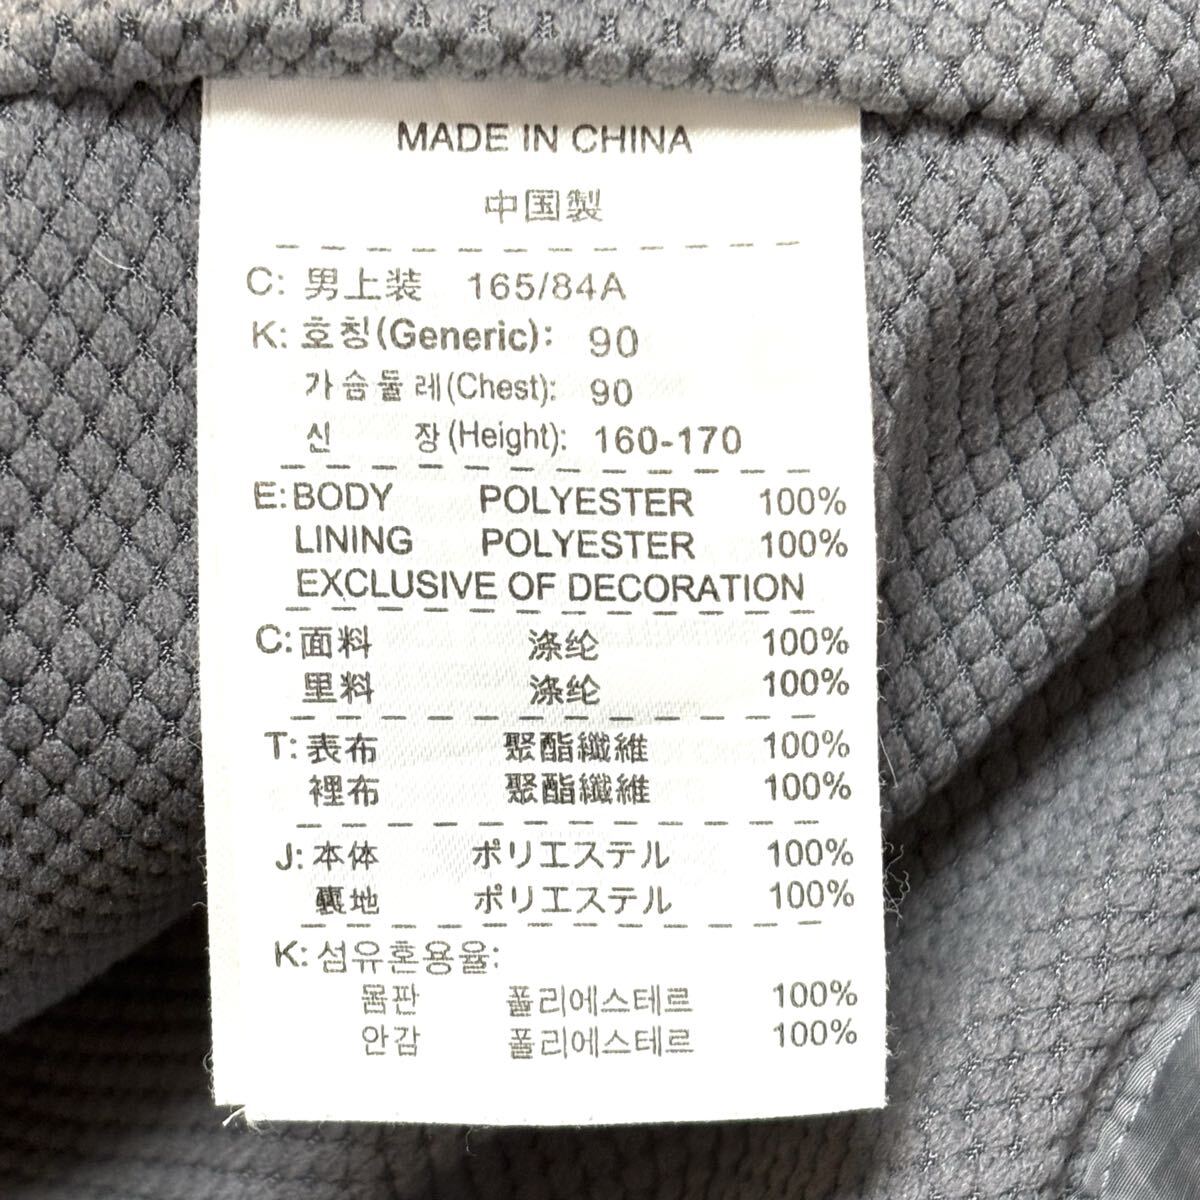 MADE IN CHINA
中国製
C: 男上装 165/84A
K: 호칭(Generic): 90
가슴둘레(Chest): 90
신 장(Height): 160-170
E: BODY POLYESTER 100%
LINING POLYESTER 100%
EXCLUSIVE OF DECORATION
C: 面料 涤纶 100%
里料 涤纶 100%
T: 表布 聚酯纖維 100%
裡布 聚酯纖維 100%
J: 本体 ポリエステル 100%
裏地 ポリエステル 100%
K: 섬유혼용율:
몸판 폴리에스테르 100%
안감 폴리에스테르 100%